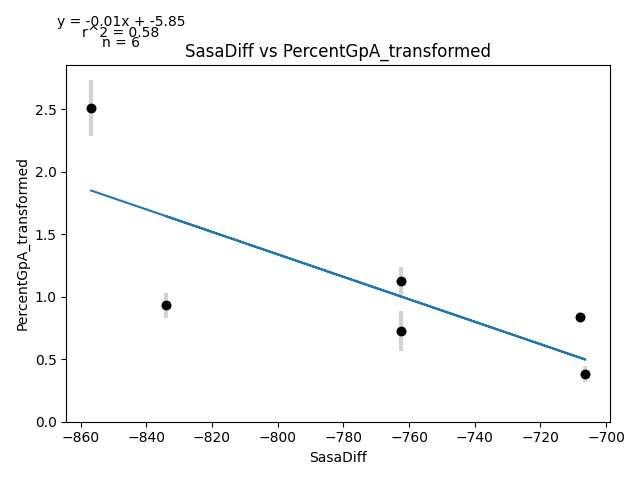 y = -0.01x + -5.85
r^2 = 0.58
n = 6
SasaDiff vs PercentGpA_transformed
PercentGpA_transformed
2.5
2.0
1.5
1.0
0.5
0.0
−860 −840 −820 −800 −780 −760 −740 −720 −700
SasaDiff